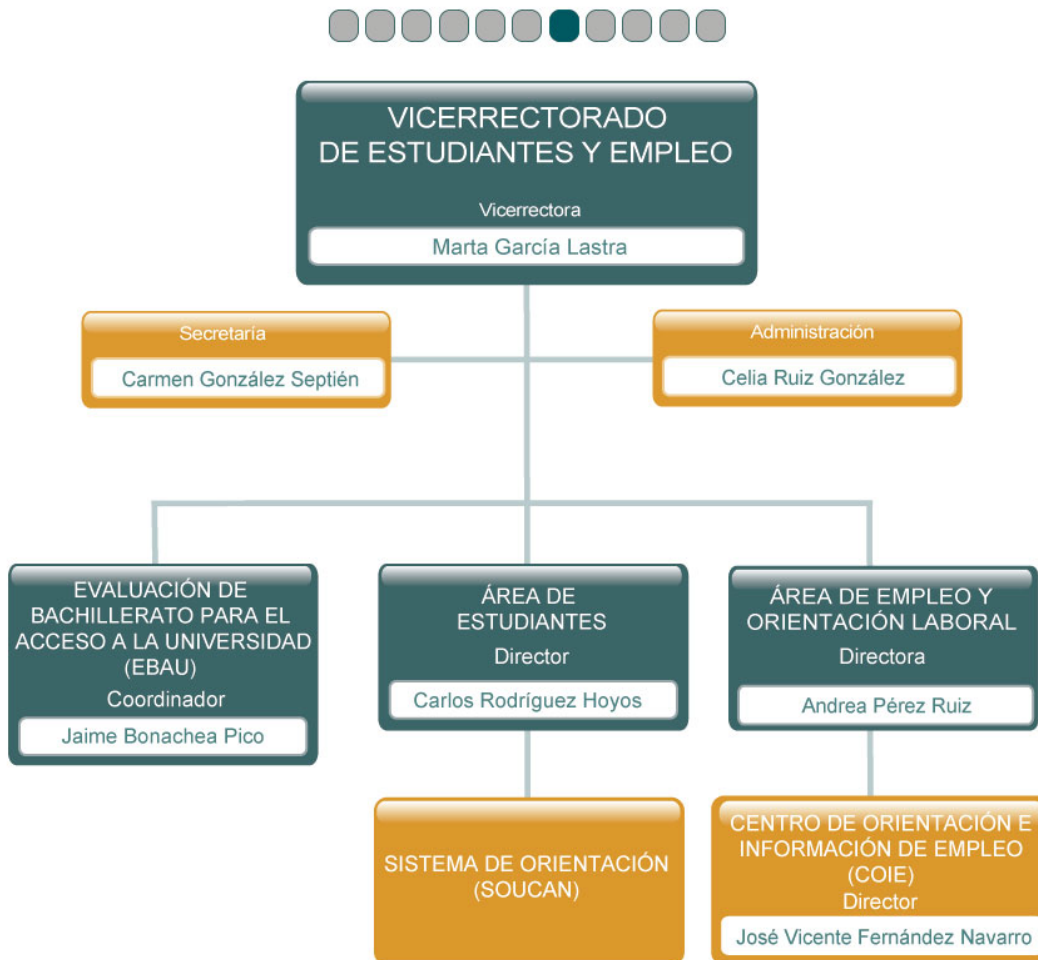 VICERRECTORADO
DE ESTUDIANTES Y EMPLEO
Vicerrectora
Marta García Lastra
Secretaría
Carmen González Septién
Administración
Celia Ruiz González
EVALUACIÓN DE
BACHILLERATO PARA EL
ACCESO A LA UNIVERSIDAD
(EBAU)
Coordinador
Jaime Bonachea Pico
ÁREA DE
ESTUDIANTES
Director
Carlos Rodríguez Hoyos
ÁREA DE EMPLEO Y
ORIENTACIÓN LABORAL
Directora
Andrea Pérez Ruiz
SISTEMA DE ORIENTACIÓN
(SOUCAN)
CENTRO DE ORIENTACIÓN E
INFORMACIÓN DE EMPLEO
(COIE)
Director
José Vicente Fernández Navarro